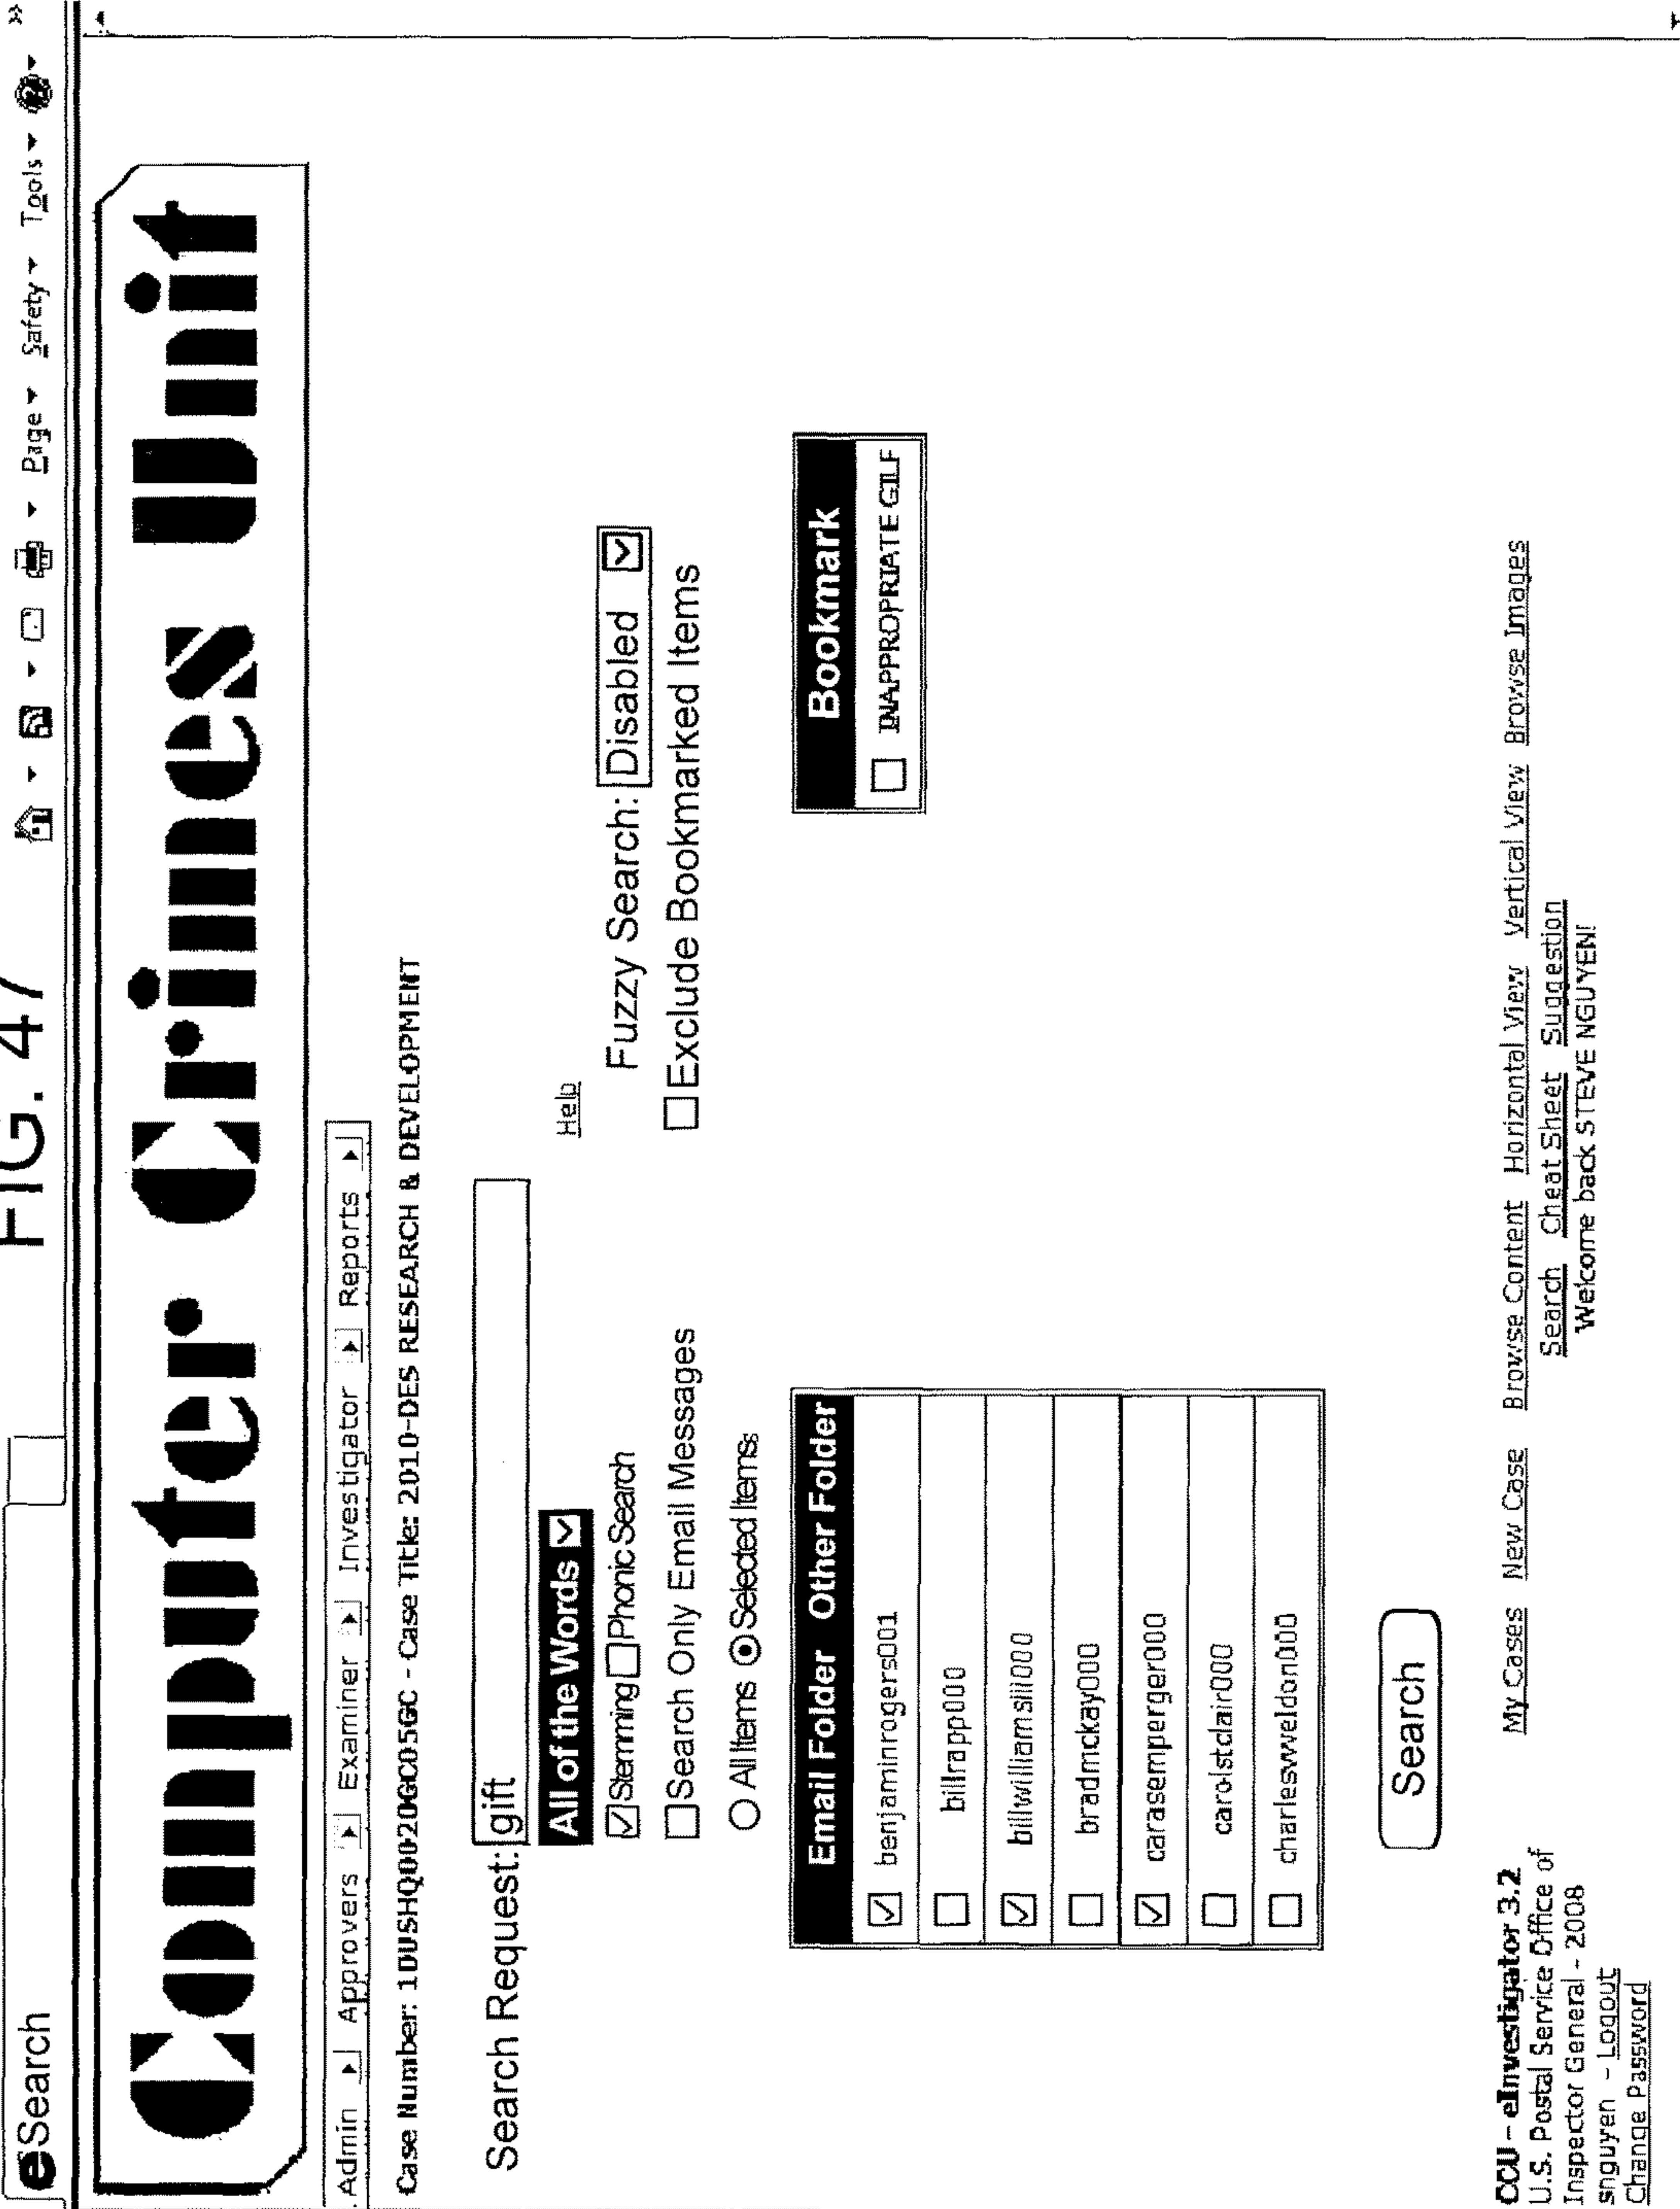 FIG. 47
eSearch
Page Safety Tools
Computer Crimes Unit
Admin Approvers Examiner Investigator Reports
Case Number: 10USHQ0020GC05GC - Case Title: 2010-DES RESEARCH & DEVELOPMENT
Search Request: gift
All of the Words
Help
Stemming Phonic Search
Fuzzy Search: Disabled
Search Only Email Messages
Exclude Bookmarked Items
All Items Selected Items:
Email Folder Other Folder
Bookmark
benjaminrogers001
INAPPROPRIATE GILF
billrapp000
billwilliamsiii000
bradmckay000
carasemperger000
carolstclair000
charlesweldon000
Search
CCU - eInvestigator 3.2
U.S. Postal Service Office of
Inspector General - 2008
snguyen - Logout
Change Password
My Cases New Case Browse Content Horizontal View Vertical View Browse Images
Search Cheat Sheet Suggestion
Welcome back STEVE NGUYEN!